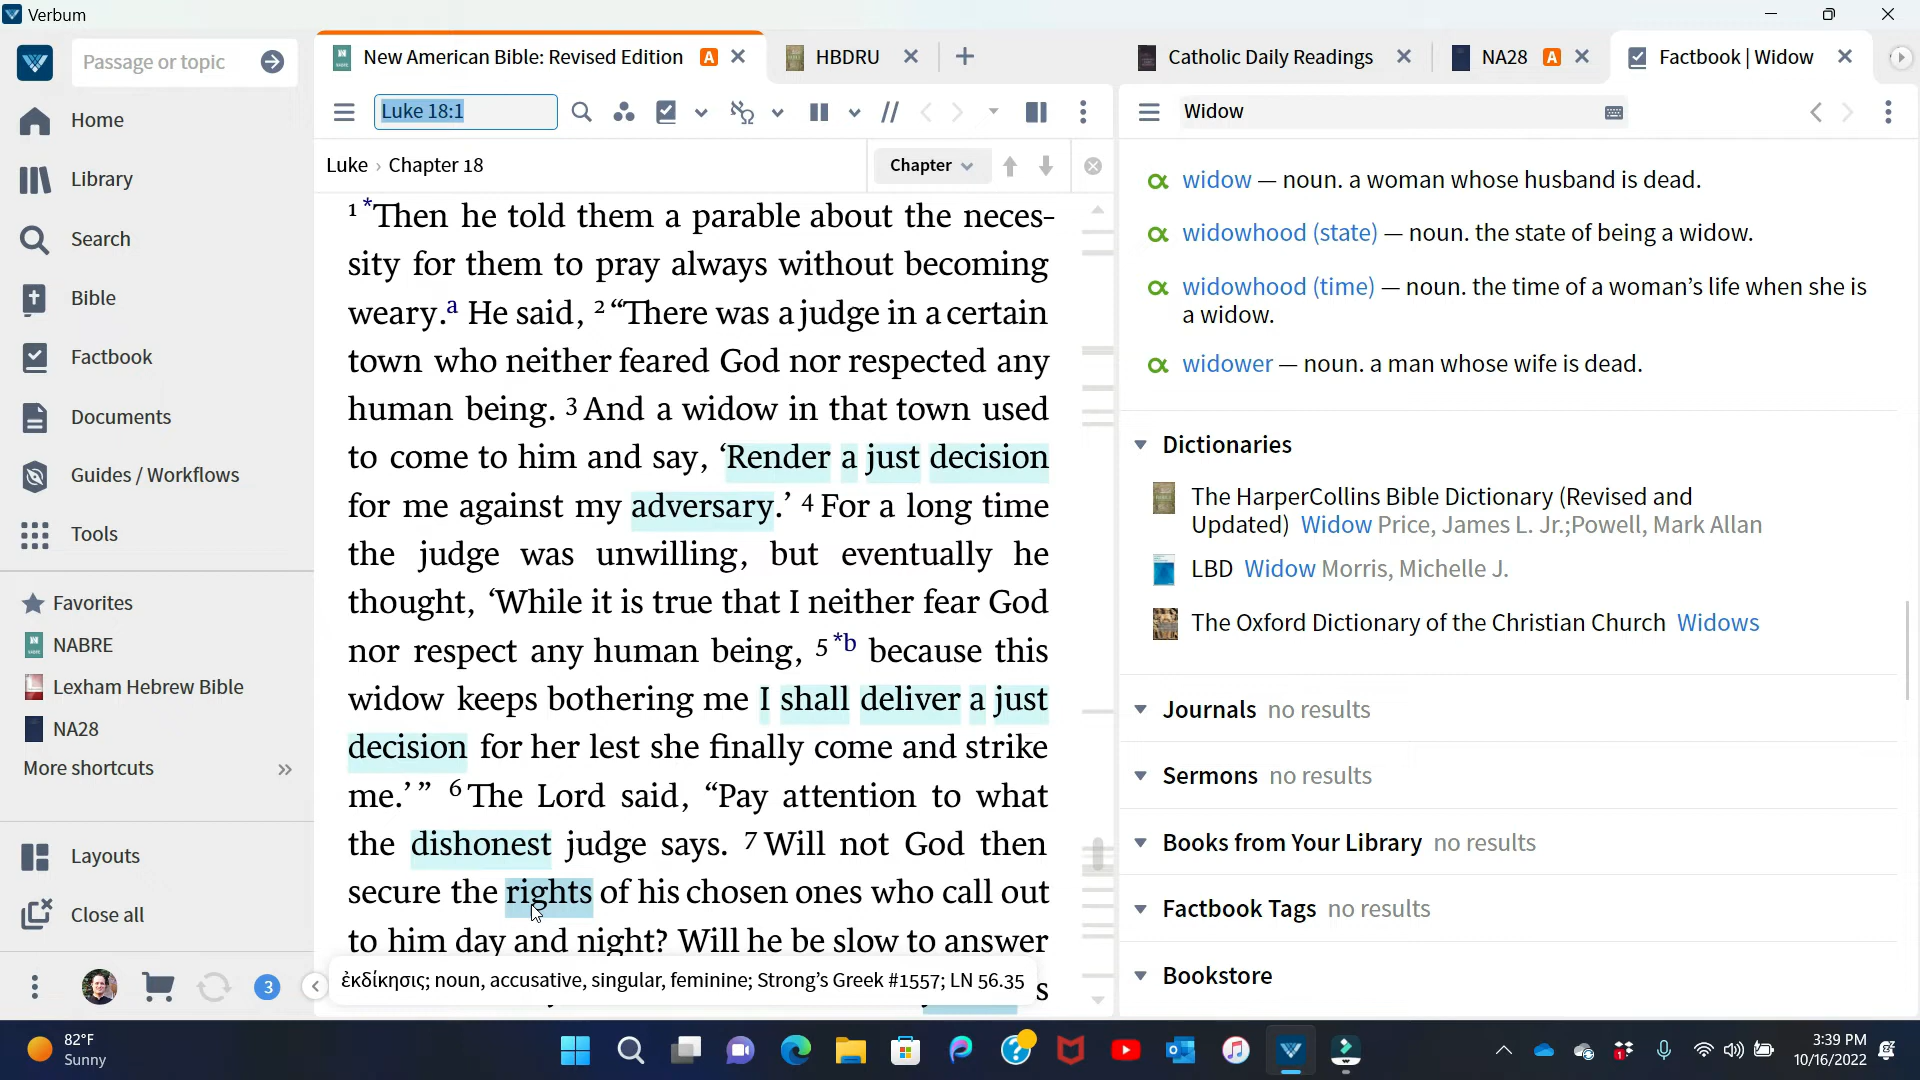 Verbum
Passage or topic
Home
Library
Search
Bible
Factbook
Documents
Guides / Workflows
Tools
Favorites
NABRE
Lexham Hebrew Bible
NA28
More shortcuts »
Layouts
Close all
3
New American Bible: Revised Edition A
HBDRU
Luke 18:1
Luke › Chapter 18
Chapter
1 *Then he told them a parable about the neces-
sity for them to pray always without becoming
weary.a He said, 2 “There was a judge in a certain
town who neither feared God nor respected any
human being. 3 And a widow in that town used
to come to him and say, ‘Render a just decision
for me against my adversary.’ 4 For a long time
the judge was unwilling, but eventually he
thought, ‘While it is true that I neither fear God
nor respect any human being, 5 *b because this
widow keeps bothering me I shall deliver a just
decision for her lest she finally come and strike
me.’ ” 6 The Lord said, “Pay attention to what
the dishonest judge says. 7 Will not God then
secure the rights of his chosen ones who call out
to him day and night? Will he be slow to answer
ἐκδίκησις; noun, accusative, singular, feminine; Strong’s Greek #1557; LN 56.35
Catholic Daily Readings
NA28 A
Factbook | Widow
Widow
widow — noun. a woman whose husband is dead.
widowhood (state) — noun. the state of being a widow.
widowhood (time) — noun. the time of a woman’s life when she is
a widow.
widower — noun. a man whose wife is dead.
Dictionaries
The HarperCollins Bible Dictionary (Revised and
Updated) Widow Price, James L. Jr.;Powell, Mark Allan
LBD Widow Morris, Michelle J.
The Oxford Dictionary of the Christian Church Widows
Journals no results
Sermons no results
Books from Your Library no results
Factbook Tags no results
Bookstore
82°F
Sunny
3:39 PM
10/16/2022